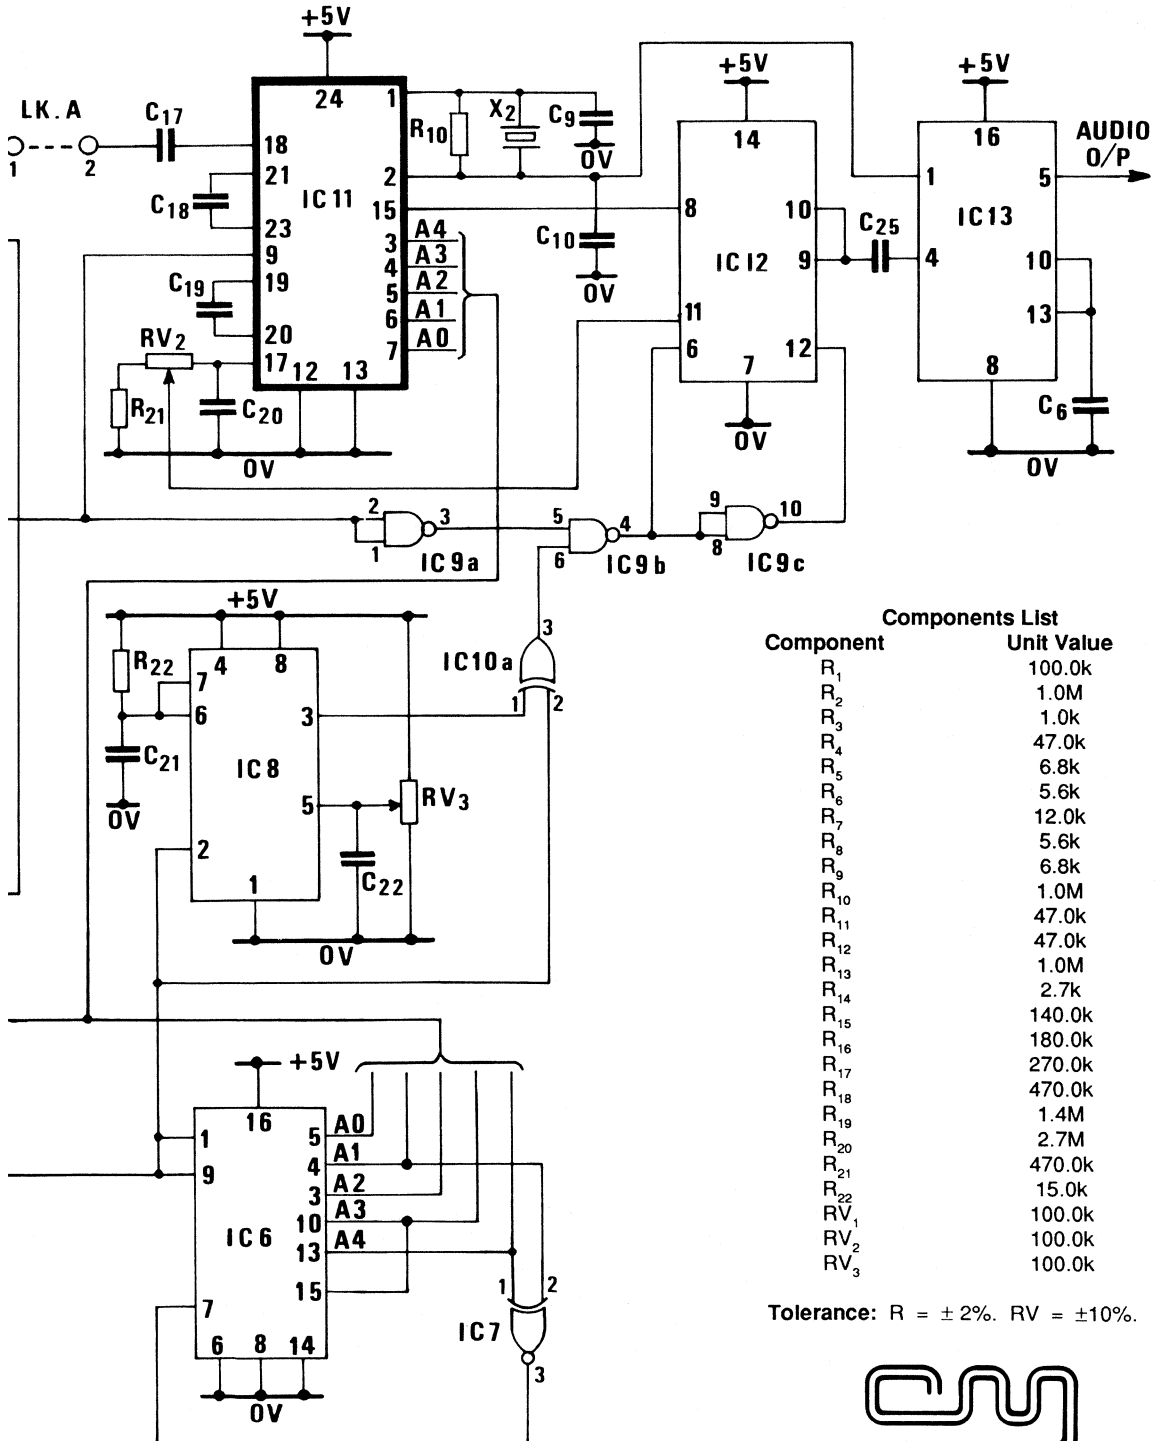 +5V
LK.A
1
2
C17
C18
C19
RV2
R21
C20
0V
24
18
21
23
9
19
20
17
12
13
IC11
1
2
15
3
4
5
6
7
A4
A3
A2
A1
A0
R10
X2
C9
0V
C10
0V
+5V
14
8
10
IC12
9
11
6
12
7
0V
C25
+5V
16
1
5
IC13
4
10
13
8
AUDIO
O/P
C6
0V
2
1
3
IC9a
5
6
4
IC9b
9
8
10
IC9c
+5V
R22
C21
0V
4
8
7
6
3
IC8
5
2
1
RV3
C22
0V
IC10a
3
1
2
+5V
16
1
9
IC6
7
6
8
14
5
4
3
10
13
15
A0
A1
A2
A3
A4
0V
1
2
IC7
3
Components List
Component Unit Value
R1 100.0k
R2 1.0M
R3 1.0k
R4 47.0k
R5 6.8k
R6 5.6k
R7 12.0k
R8 5.6k
R9 6.8k
R10 1.0M
R11 47.0k
R12 47.0k
R13 1.0M
R14 2.7k
R15 140.0k
R16 180.0k
R17 270.0k
R18 470.0k
R19 1.4M
R20 2.7M
R21 470.0k
R22 15.0k
RV1 100.0k
RV2 100.0k
RV3 100.0k
Tolerance: R = ± 2%. RV = ±10%.